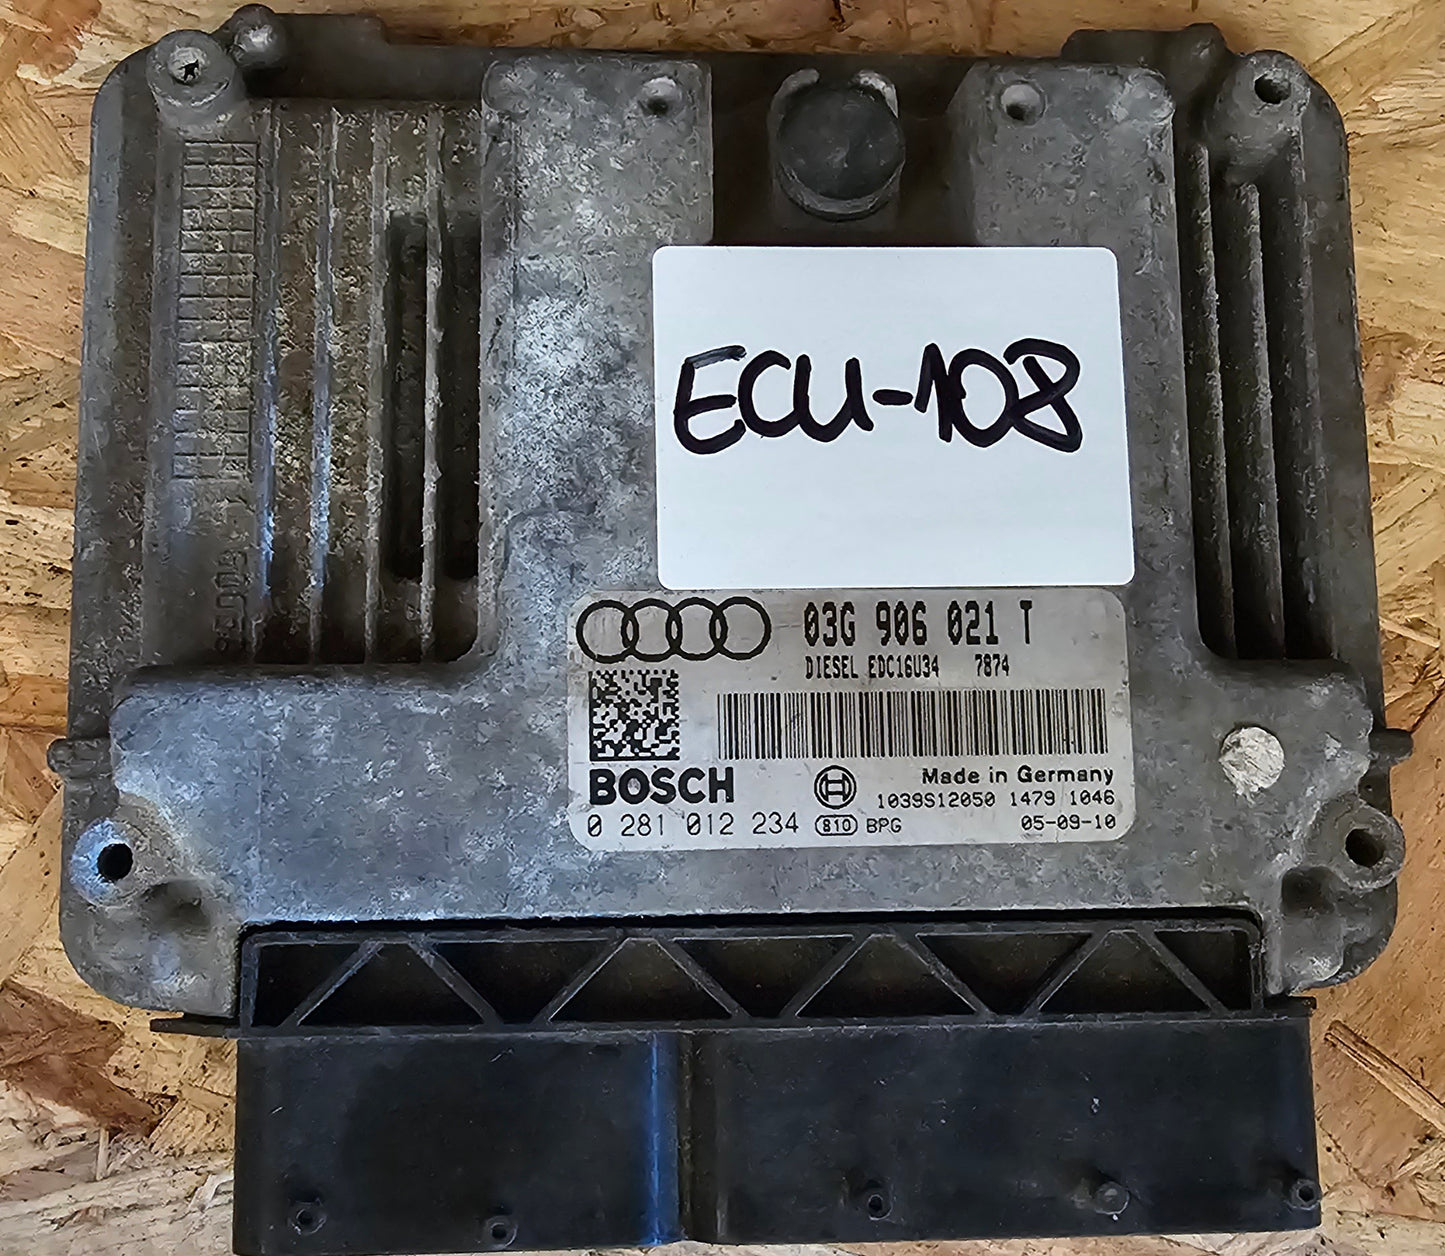 ECU-108
03G 906 021 T
DIESEL EDC16U34 7874
BOSCH
Made in Germany
1039S12050 1479 1046
0 281 012 234 810 BPG 05-09-10